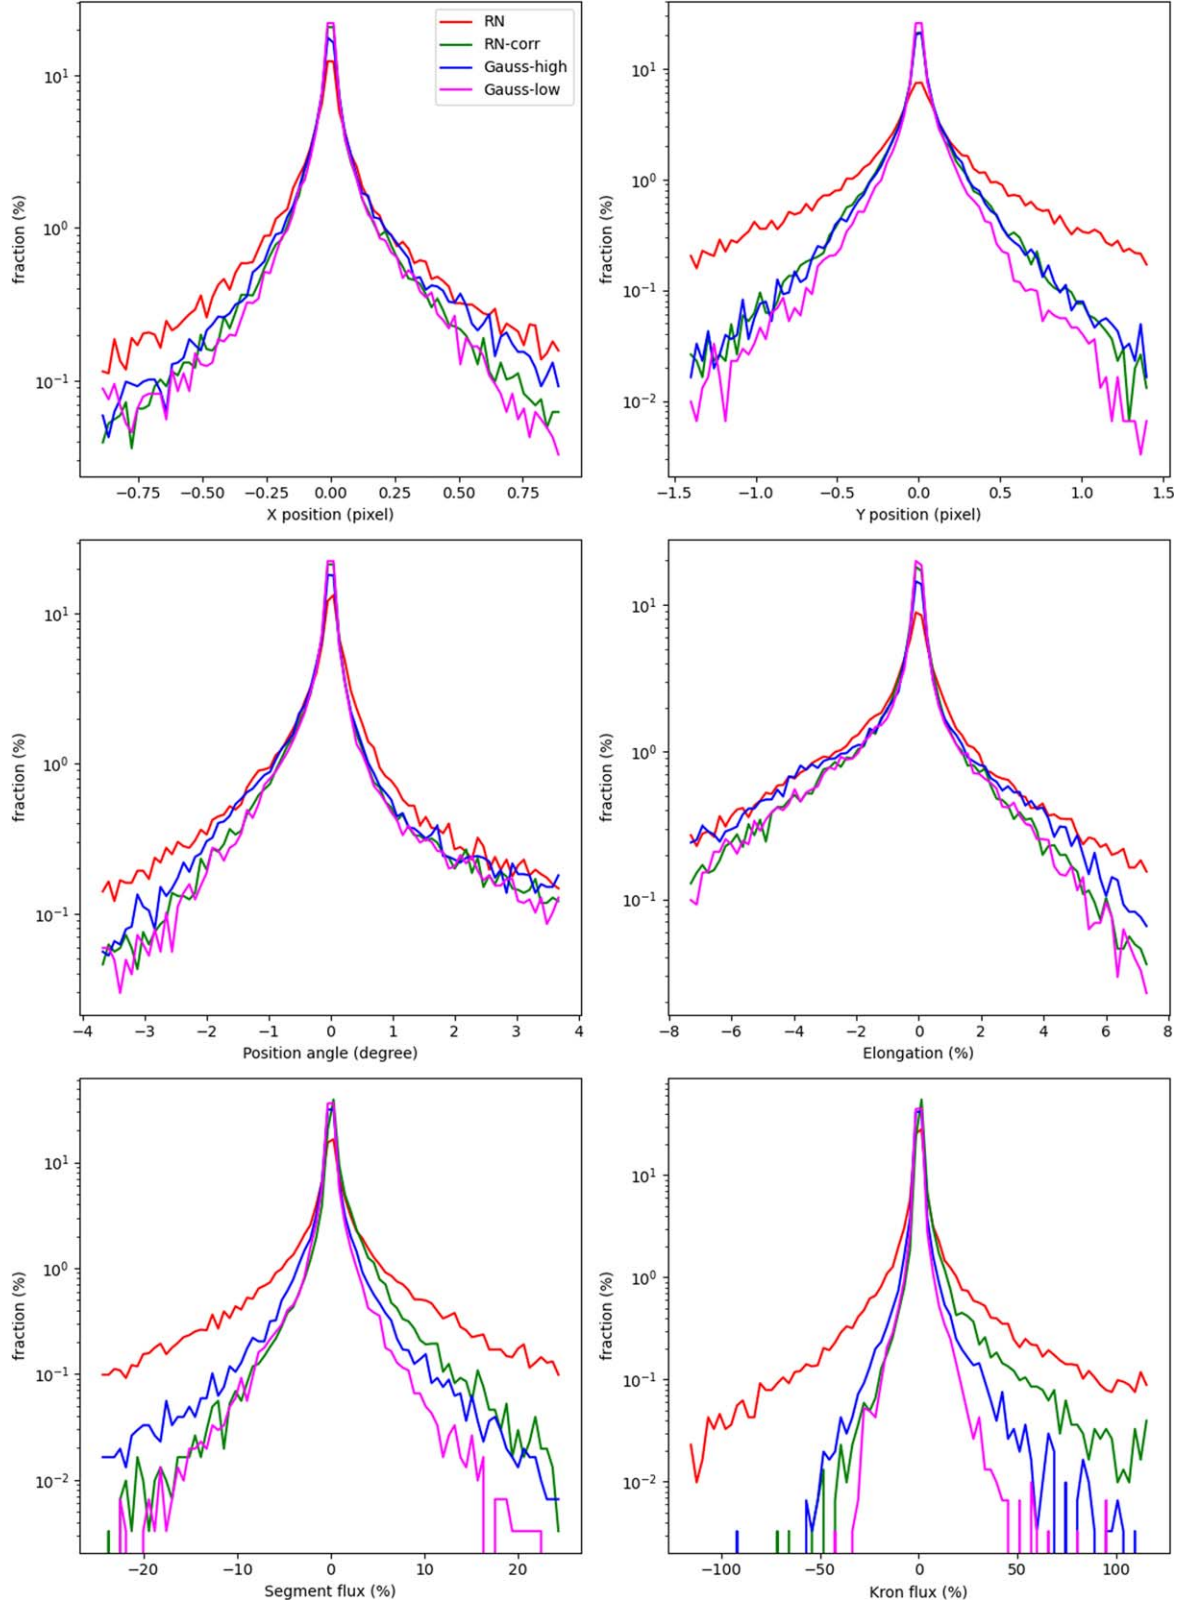 RN
RN-corr
Gauss-high
Gauss-low
10¹
10⁰
10⁻¹
fraction (%)
−0.75 −0.50 −0.25 0.00 0.25 0.50 0.75
X position (pixel)
10¹
10⁰
10⁻¹
10⁻²
fraction (%)
−1.5 −1.0 −0.5 0.0 0.5 1.0 1.5
Y position (pixel)
10¹
10⁰
10⁻¹
fraction (%)
−4 −3 −2 −1 0 1 2 3 4
Position angle (degree)
10¹
10⁰
10⁻¹
fraction (%)
−8 −6 −4 −2 0 2 4 6 8
Elongation (%)
10¹
10⁰
10⁻¹
10⁻²
fraction (%)
−20 −10 0 10 20
Segment flux (%)
10¹
10⁰
10⁻¹
10⁻²
fraction (%)
−100 −50 0 50 100
Kron flux (%)